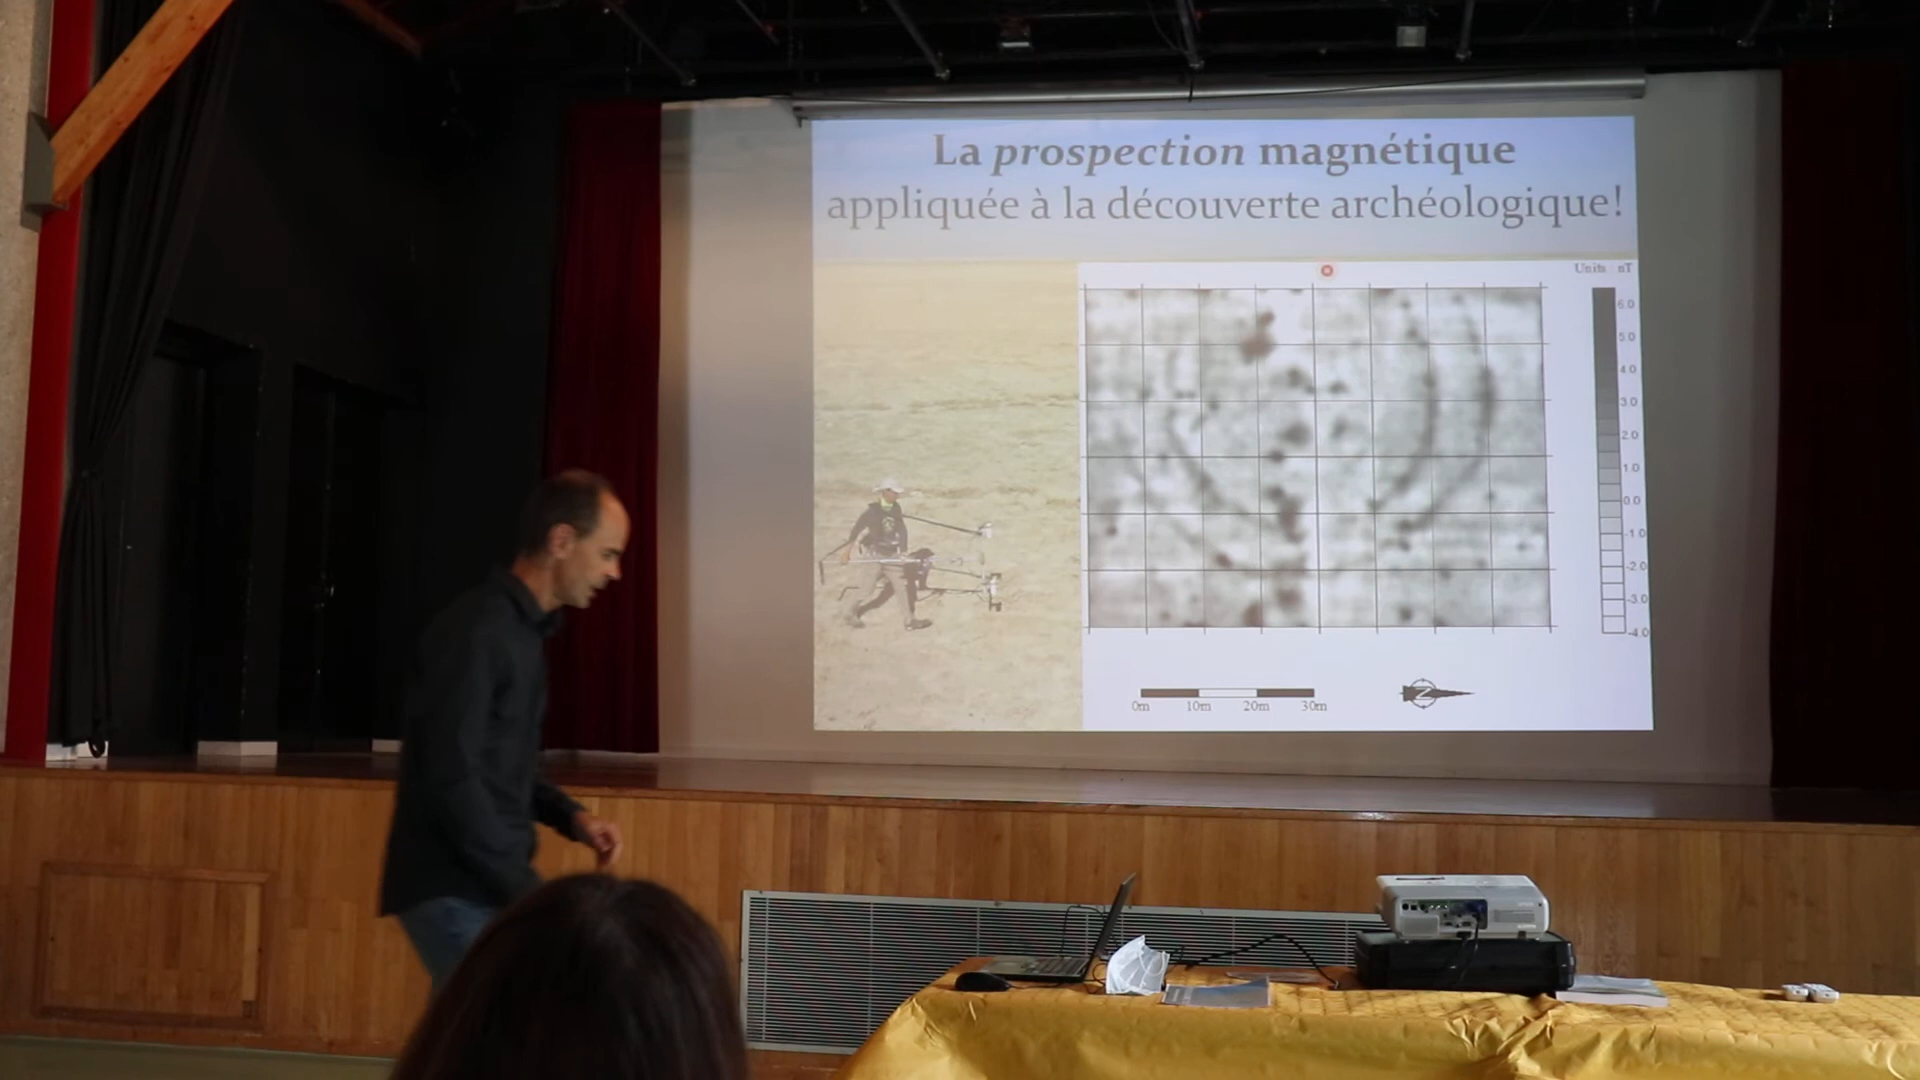 La prospection magnétique
appliquée à la découverte archéologique!
Units : nT
6.0
5.0
4.0
3.0
2.0
1.0
0.0
-1.0
-2.0
-3.0
-4.0
0m 10m 20m 30m
Z